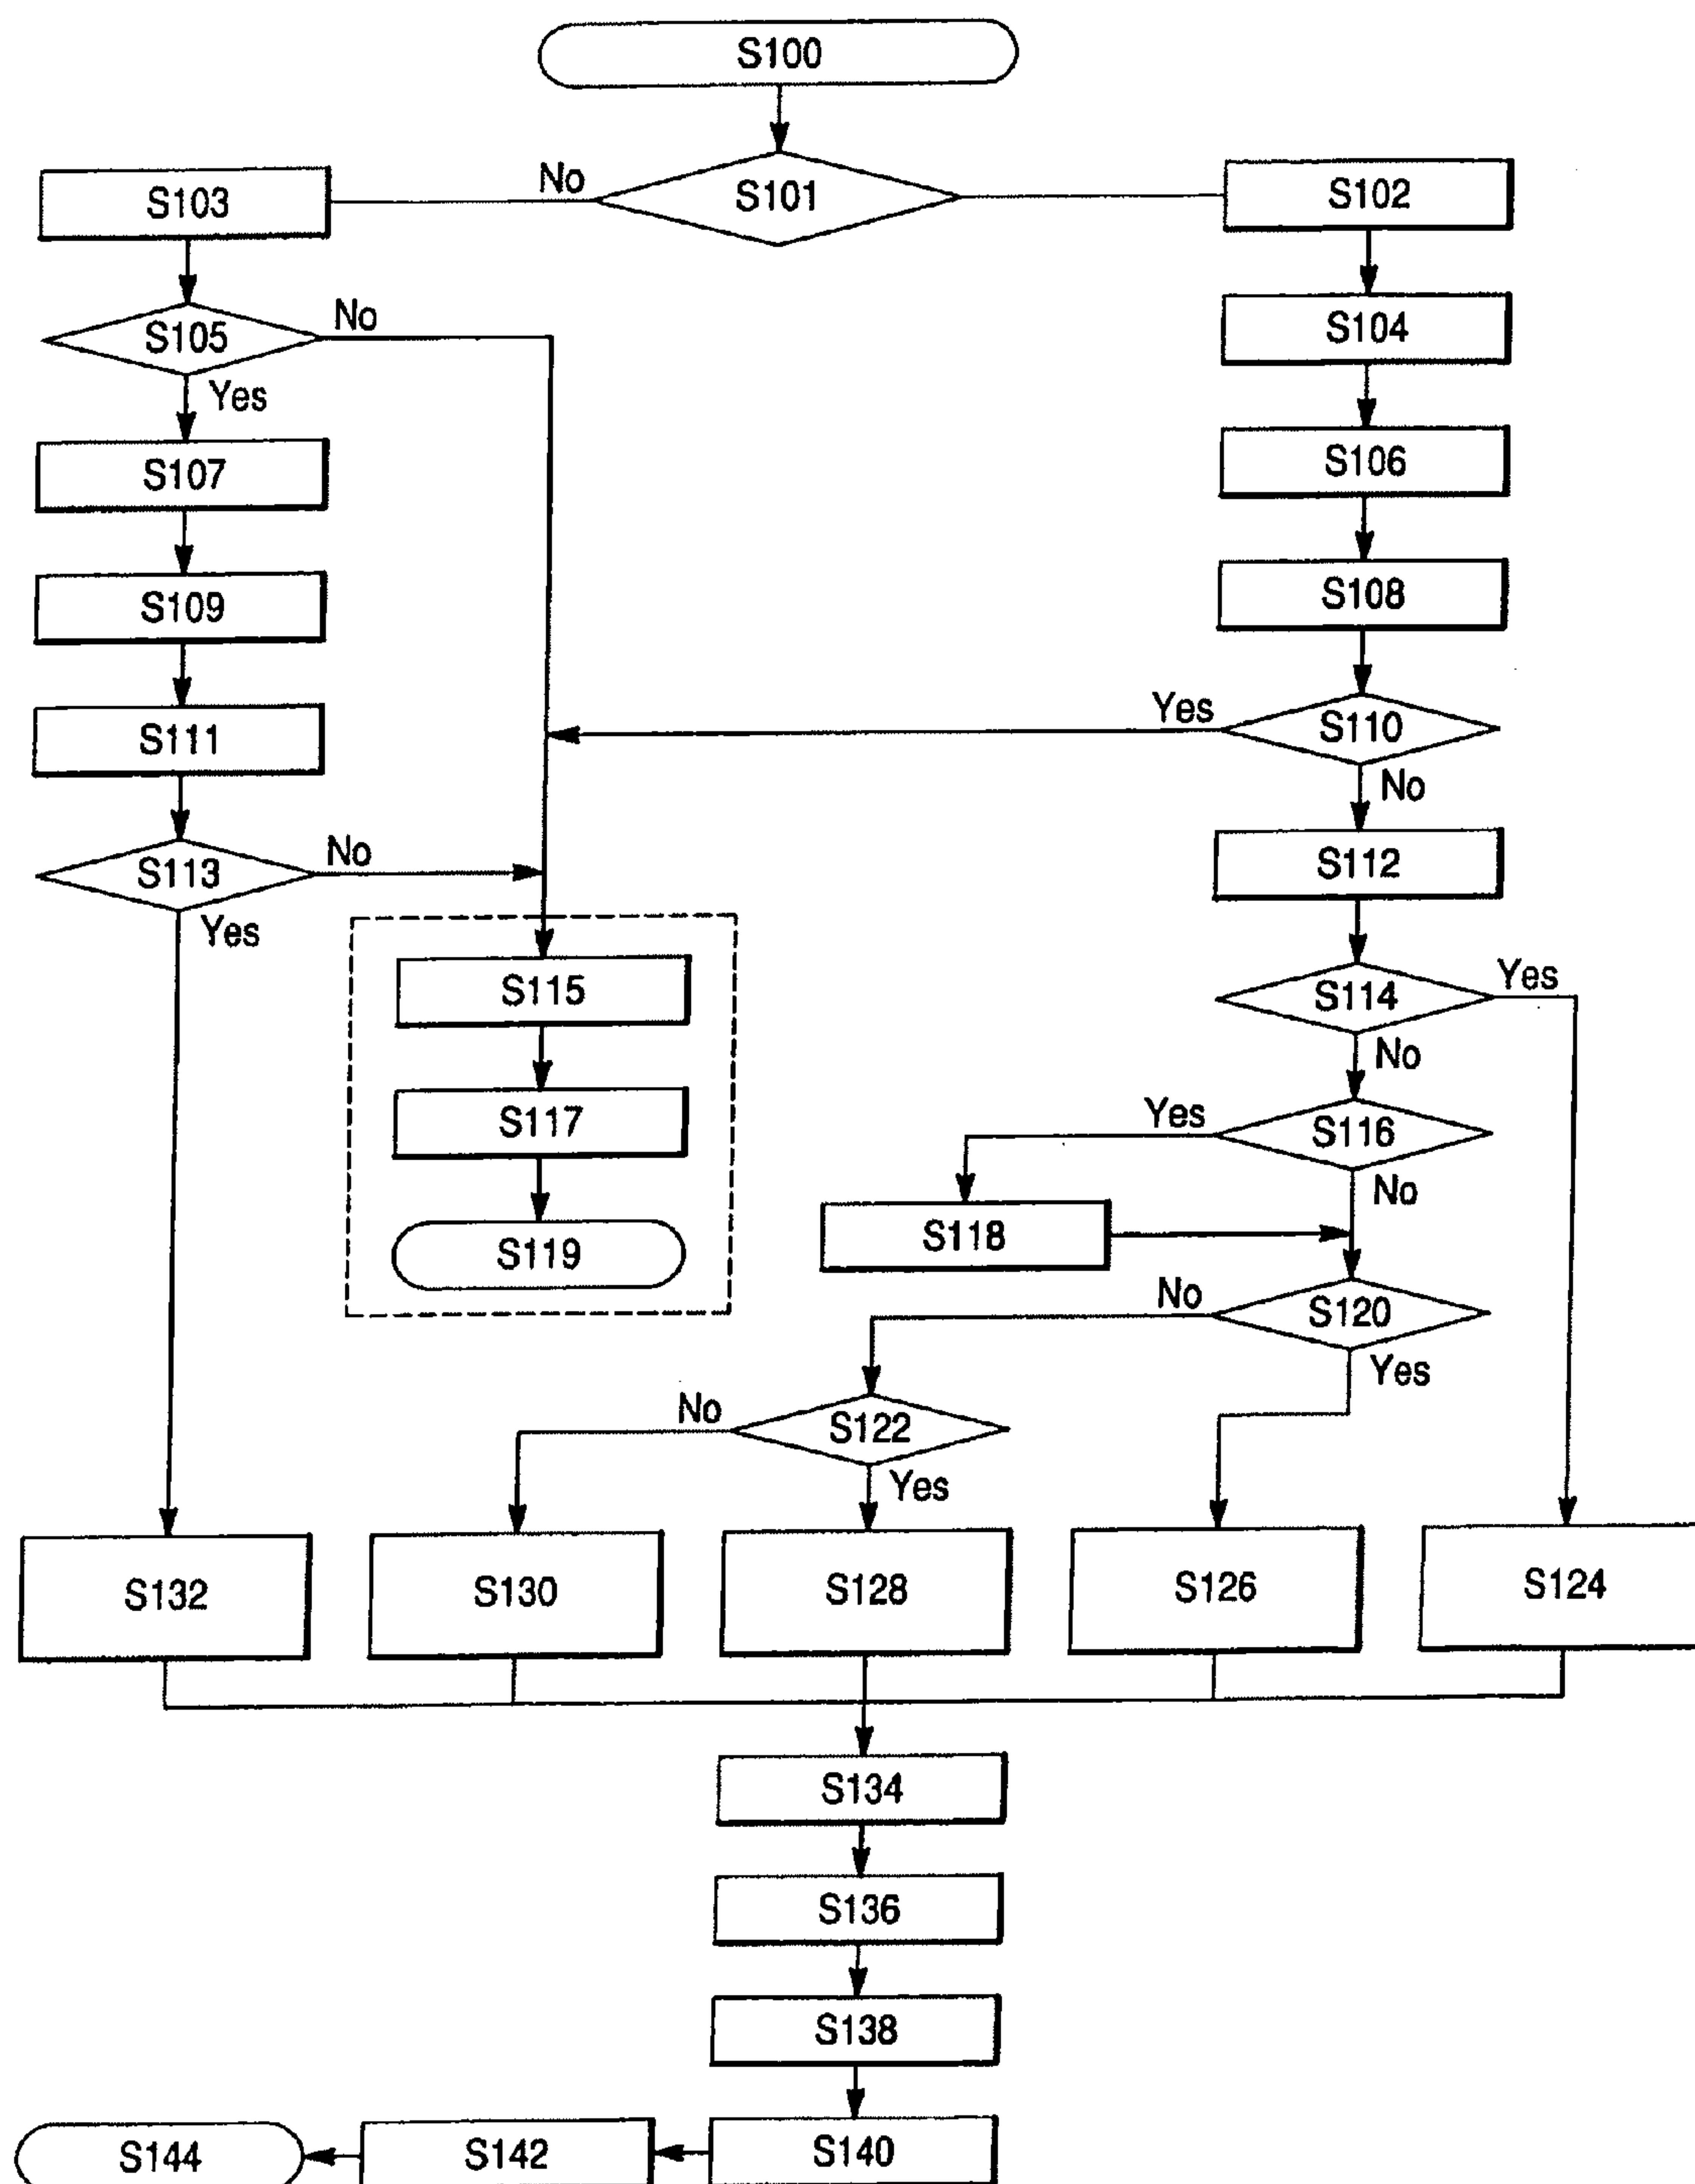 S100
No
S101
S103
S102
S105
No
S104
Yes
S107
S106
S109
S108
S111
Yes
S110
No
S113
No
S112
Yes
S115
S114
Yes
No
S117
Yes
S116
No
S118
S119
No
S120
Yes
No
S122
Yes
S132
S130
S128
S126
S124
S134
S136
S138
S144
S142
S140